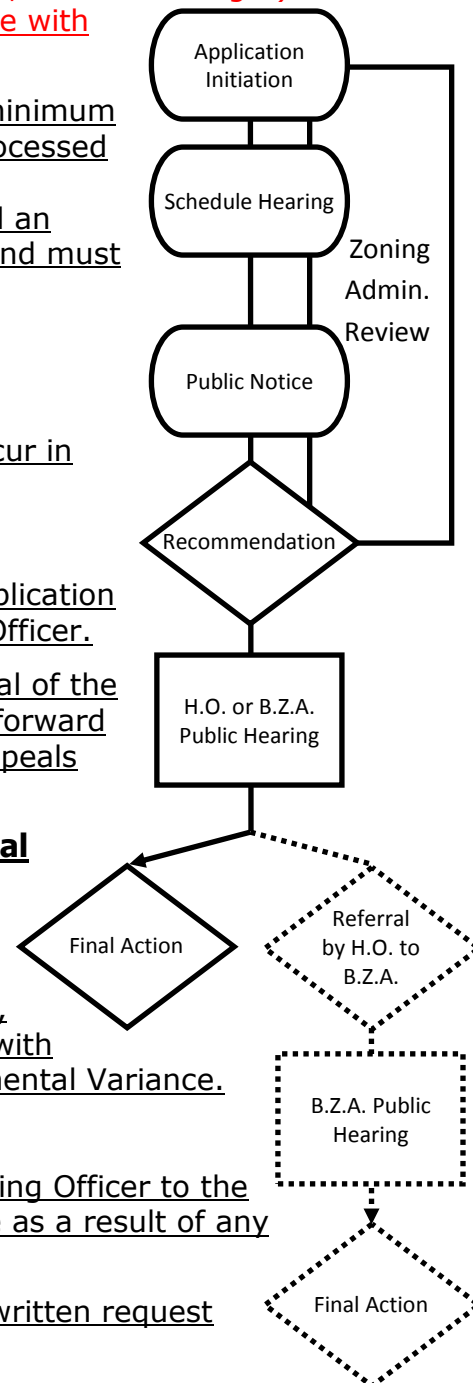 e with
minimum
ocessed
an
nd must
cur in
plication
Officer.
al of the
forward
peals
al
with
mental Variance.
ing Officer to the
e as a result of any
written request
Application
Initiation
Schedule Hearing
Zoning
Admin.
Review
Public Notice
Recommendation
H.O. or B.Z.A.
Public Hearing
Final Action
Referral
by H.O. to
B.Z.A.
B.Z.A. Public
Hearing
Final Action